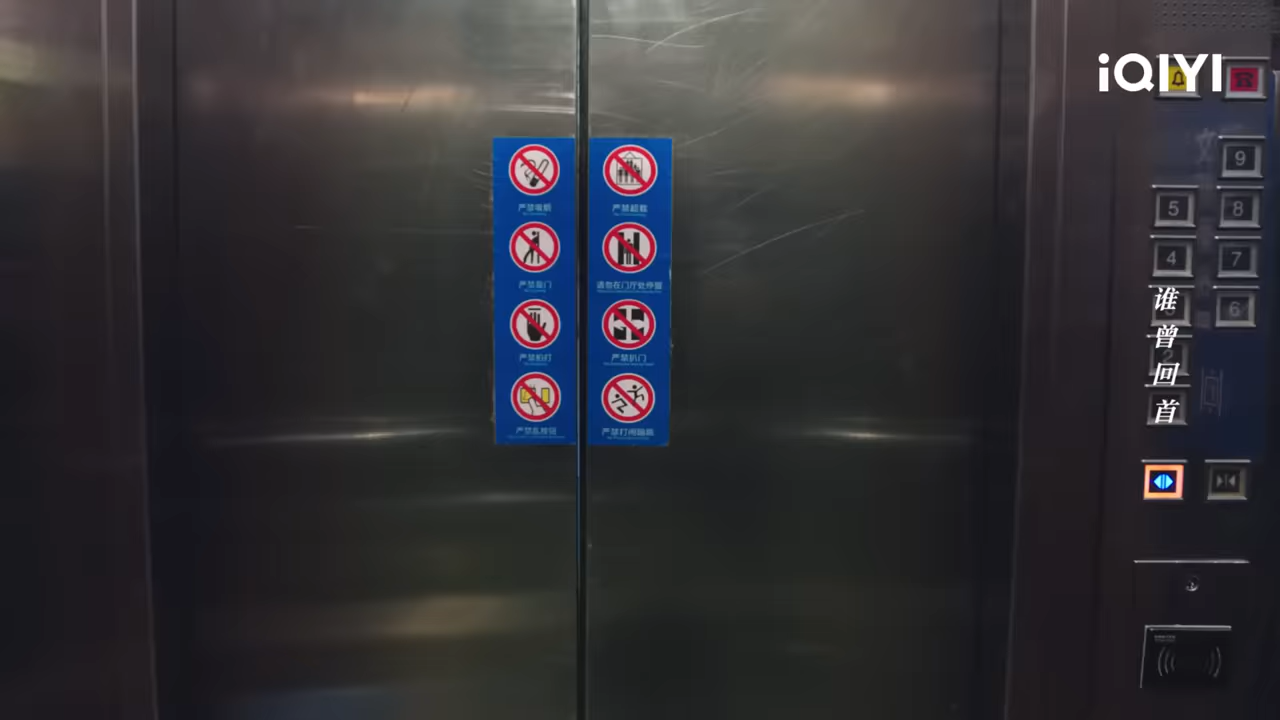 iQIYI
9
5 8
4 7
6
2
谁曾回首
严禁吸烟
严禁超载
严禁靠门
请勿在门厅处停留
严禁拍打
严禁扒门
严禁乱按钮
严禁打闹蹦跳